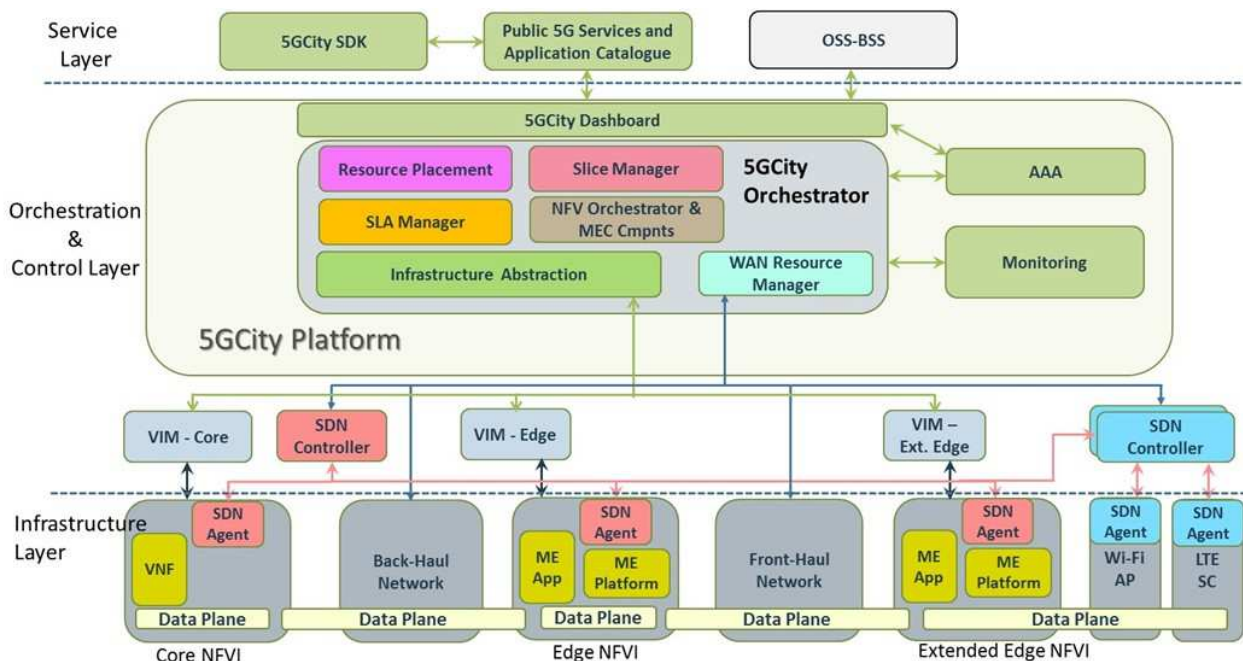 Service
Layer
5GCity SDK
Public 5G Services and
Application Catalogue
OSS-BSS
Orchestration
&
Control Layer
5GCity Dashboard
Resource Placement
Slice Manager
5GCity
Orchestrator
SLA Manager
NFV Orchestrator &
MEC Cmpnts
Infrastructure Abstraction
WAN Resource
Manager
AAA
Monitoring
5GCity Platform
VIM - Core
SDN
Controller
VIM - Edge
VIM –
Ext. Edge
SDN
Controller
Infrastructure
Layer
SDN
Agent
VNF
Data Plane
Core NFVI
Back-Haul
Network
SDN
Agent
ME
App
ME
Platform
Data Plane
Edge NFVI
Front-Haul
Network
SDN
Agent
ME
App
ME
Platform
Data Plane
Extended Edge NFVI
SDN
Agent
Wi-Fi
AP
SDN
Agent
LTE
SC